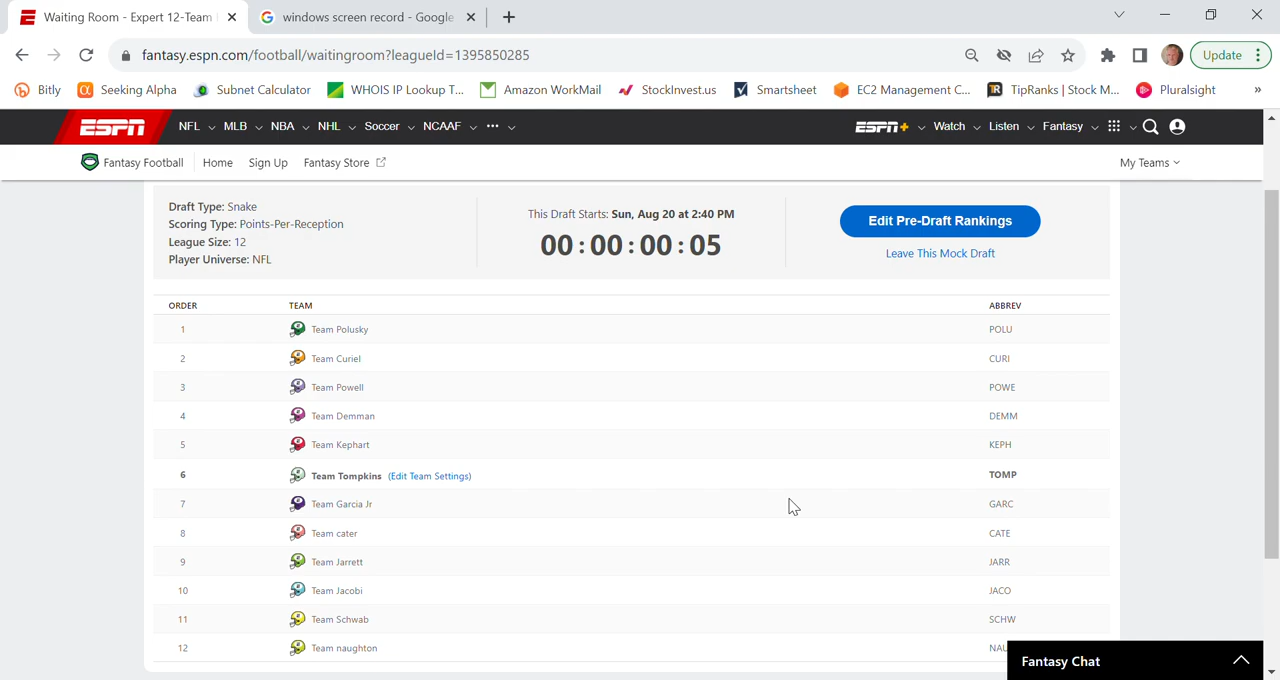 Waiting Room - Expert 12-Team
windows screen record - Google
fantasy.espn.com/football/waitingroom?leagueId=1395850285
Update
Bitly
Seeking Alpha
Subnet Calculator
WHOIS IP Lookup T...
Amazon WorkMail
StockInvest.us
Smartsheet
EC2 Management C...
TipRanks | Stock M...
Pluralsight
»
ESPN NFL MLB NBA NHL Soccer NCAAF ESPN+ Watch Listen Fantasy
Fantasy Football Home Sign Up Fantasy Store My Teams
Draft Type: Snake
Scoring Type: Points-Per-Reception
League Size: 12
Player Universe: NFL
This Draft Starts: Sun, Aug 20 at 2:40 PM
00:00:00:05
Edit Pre-Draft Rankings
Leave This Mock Draft
ORDER TEAM ABBREV
1 Team Polusky POLU
2 Team Curiel CURI
3 Team Powell POWE
4 Team Demman DEMM
5 Team Kephart KEPH
6 Team Tompkins (Edit Team Settings) TOMP
7 Team Garcia Jr GARC
8 Team cater CATE
9 Team Jarrett JARR
10 Team Jacobi JACO
11 Team Schwab SCHW
12 Team naughton NAU
Fantasy Chat